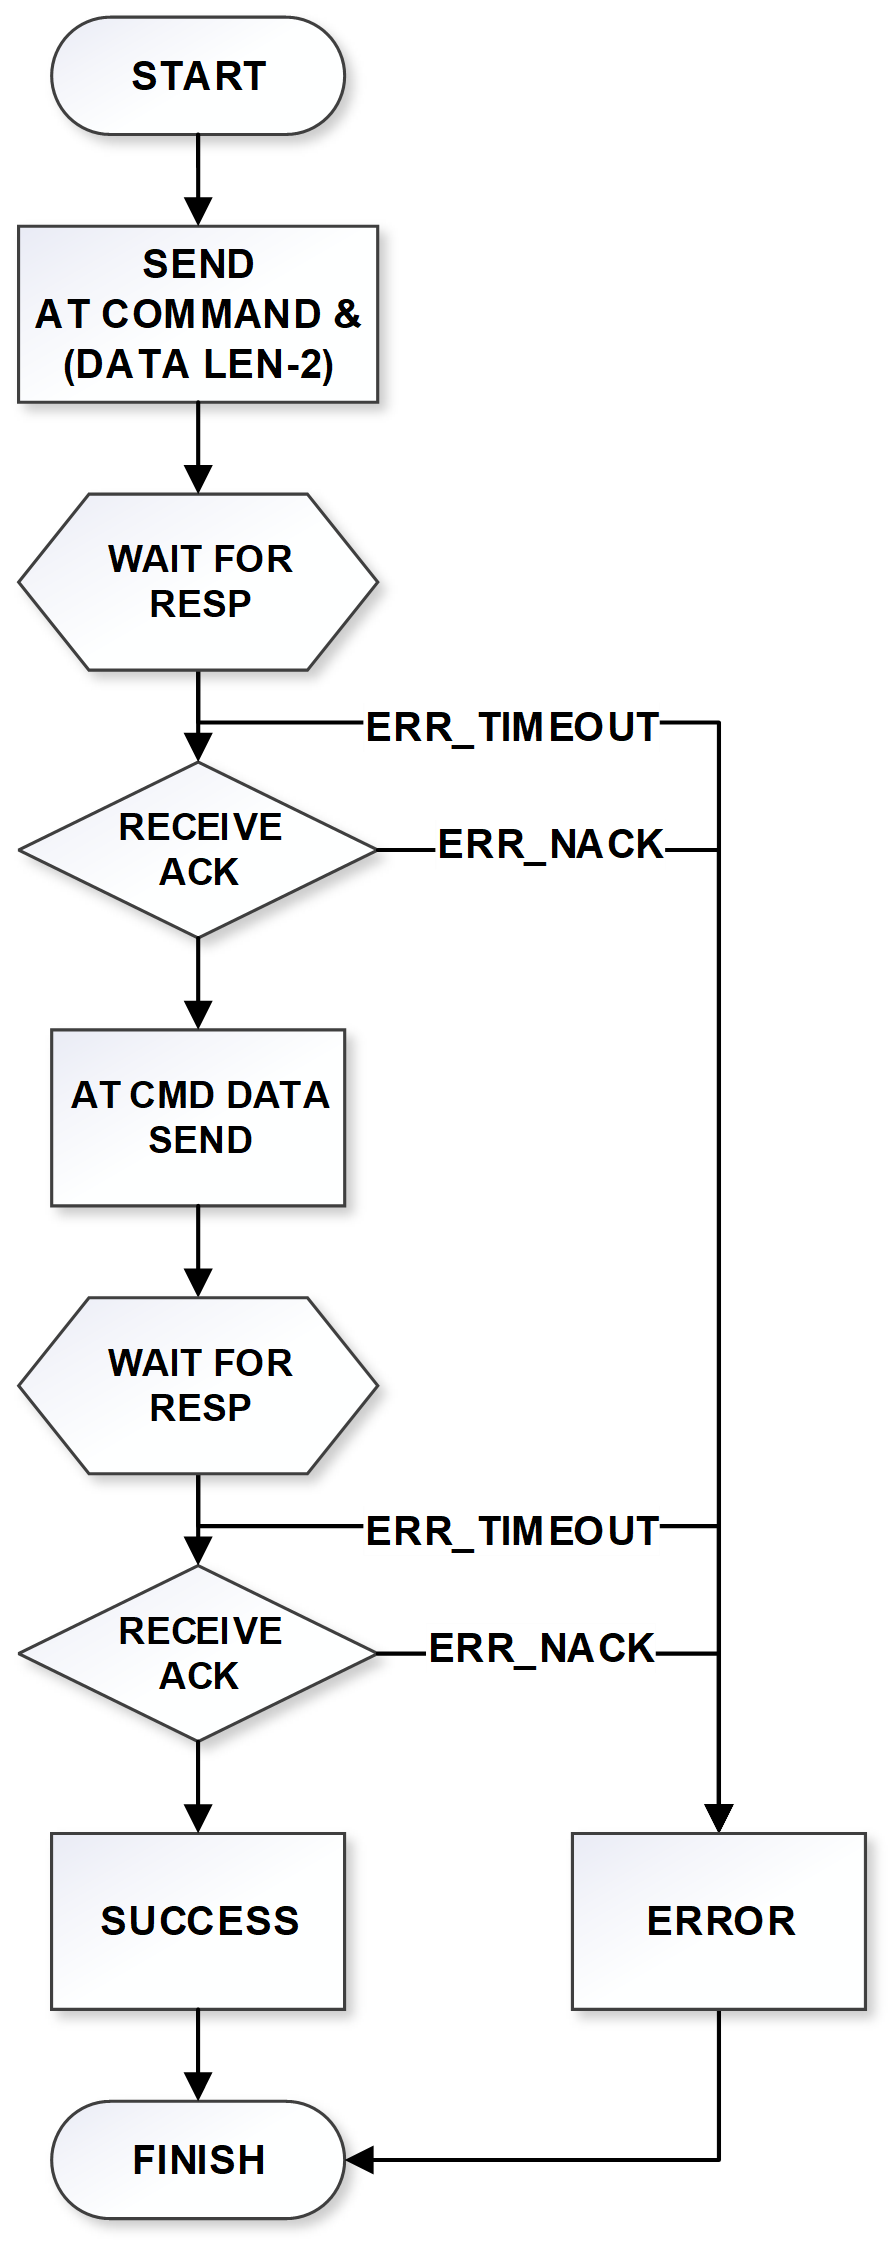 START
SEND
AT COMMAND &
(DATA LEN-2)
WAIT FOR
RESP
ERR_TIMEOUT
RECEIVE
ACK
ERR_NACK
AT CMD DATA
SEND
WAIT FOR
RESP
ERR_TIMEOUT
RECEIVE
ACK
ERR_NACK
SUCCESS
ERROR
FINISH